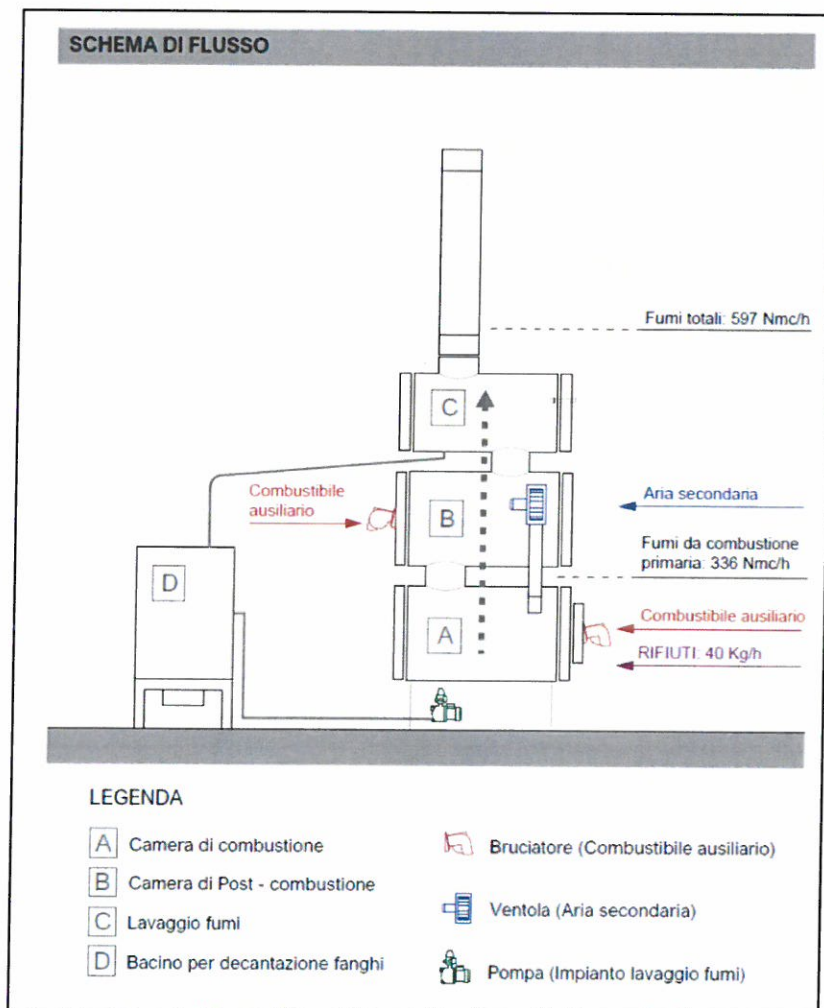 SCHEMA DI FLUSSO
Fumi totali: 597 Nmc/h
C
Combustibile
ausiliario
Aria secondaria
B
Fumi da combustione
primaria: 336 Nmc/h
D
Combustibile ausiliario
A
RIFIUTI: 40 Kg/h
LEGENDA
A Camera di combustione
B Camera di Post - combustione
C Lavaggio fumi
D Bacino per decantazione fanghi
Bruciatore (Combustibile ausiliario)
Ventola (Aria secondaria)
Pompa (Impianto lavaggio fumi)